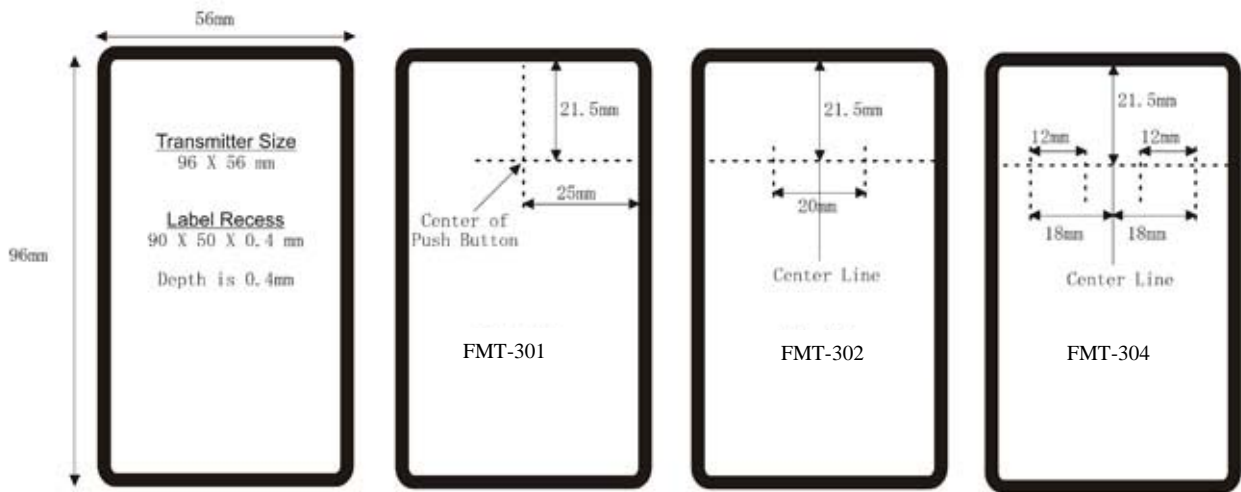 56mm
96mm
Transmitter Size
96 X 56 mm
Label Recess
90 X 50 X 0.4 mm
Depth is 0.4mm
21.5mm
25mm
Center of
Push Button
FMT-301
21.5mm
20mm
Center Line
FMT-302
21.5mm
12mm
12mm
18mm
18mm
Center Line
FMT-304